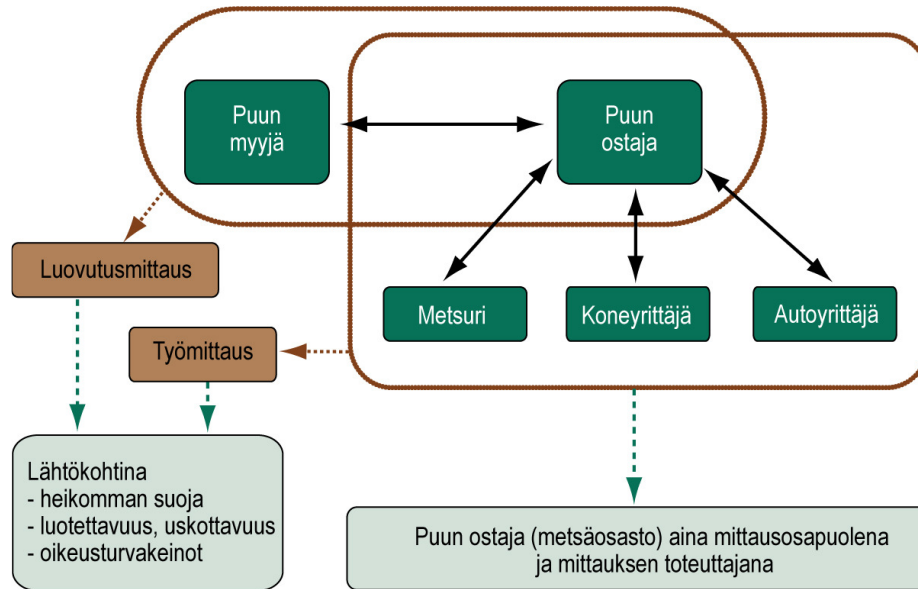 Puun
myyjä
Puun
ostaja
Luovutusmittaus
Metsuri
Koneyrittäjä
Autoyrittäjä
Työmittaus
Lähtökohtina
- heikomman suoja
- luotettavuus, uskottavuus
- oikeusturvakeinot
Puun ostaja (metsäosasto) aina mittausosapuolena
ja mittauksen toteuttajana